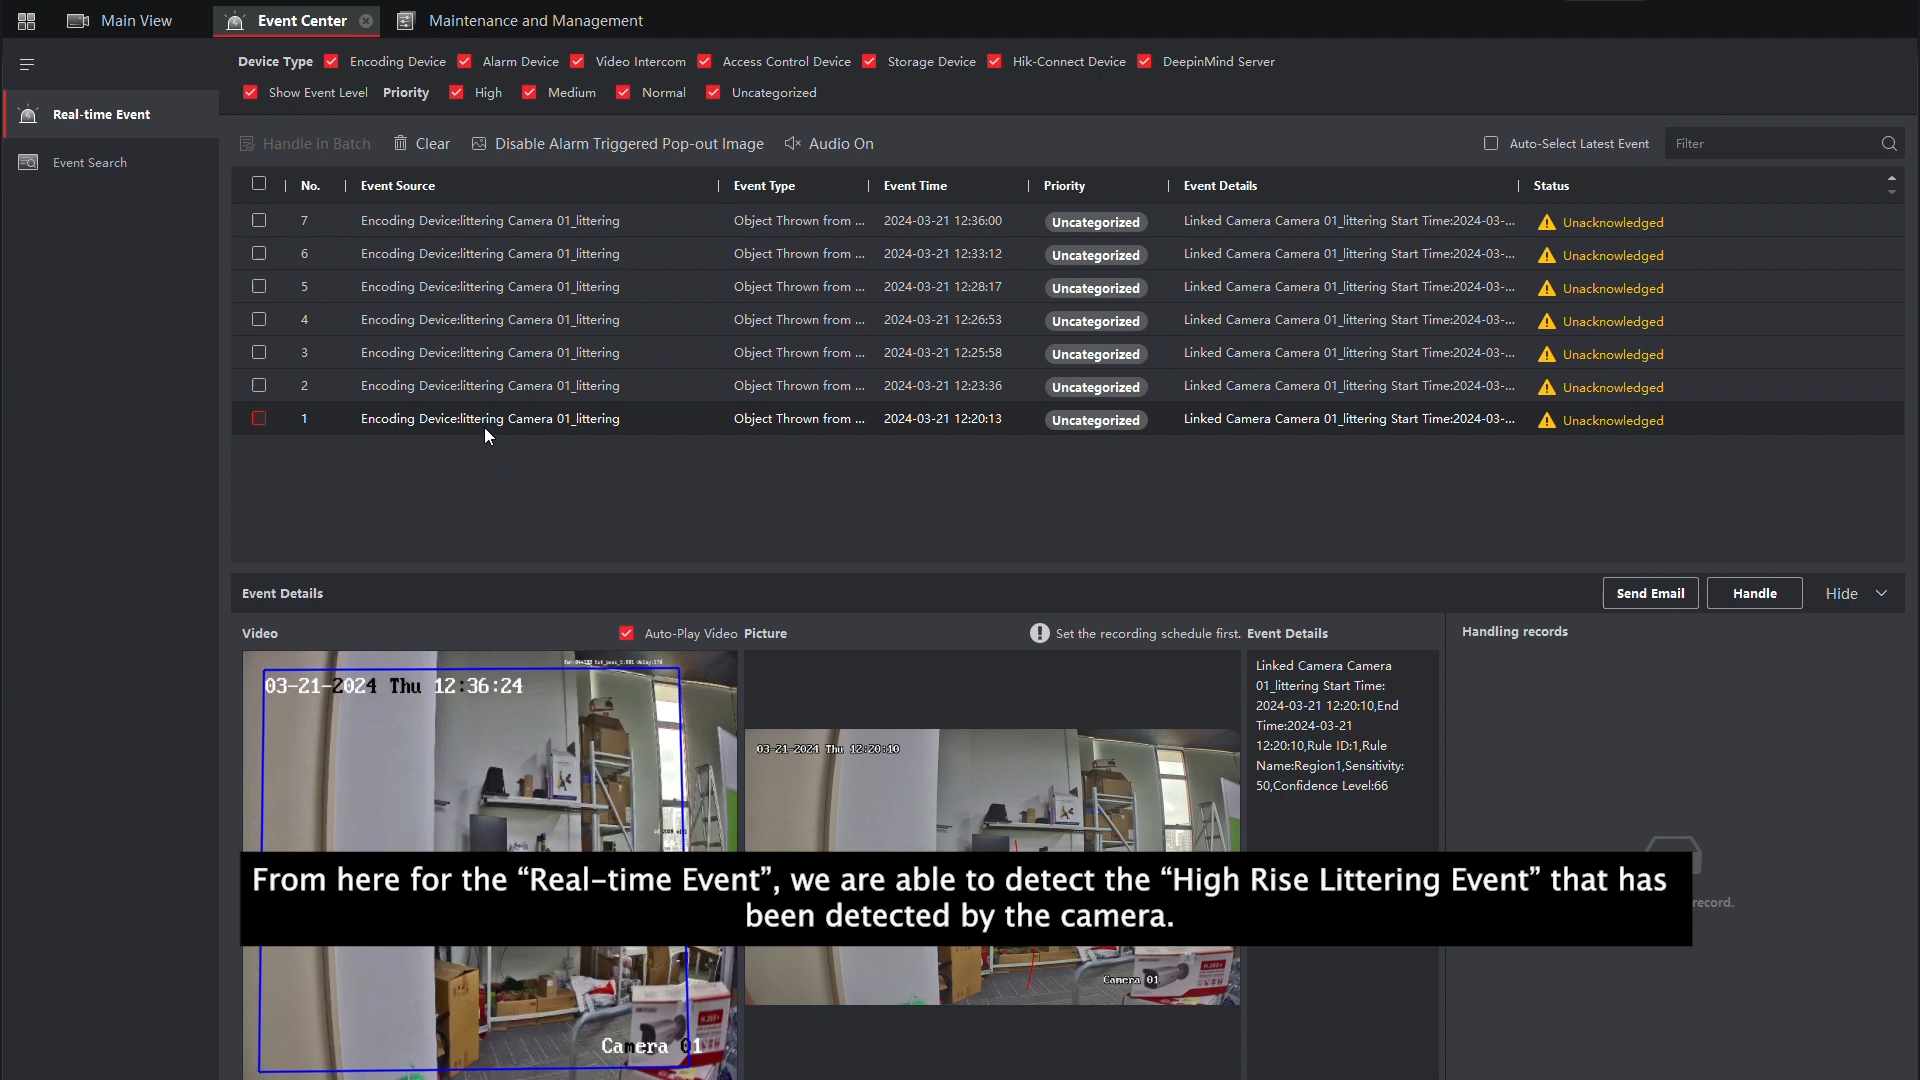 Main View
Event Center
Maintenance and Management
Device Type Encoding Device Alarm Device Video Intercom Access Control Device Storage Device Hik-Connect Device DeepinMind Server
Show Event Level Priority High Medium Normal Uncategorized
Real-time Event
Event Search
Handle in Batch Clear Disable Alarm Triggered Pop-out Image Audio On Auto-Select Latest Event Filter
No. Event Source Event Type Event Time Priority Event Details Status
7 Encoding Device:littering Camera 01_littering Object Thrown from ... 2024-03-21 12:36:00 Uncategorized Linked Camera Camera 01_littering Start Time:2024-03-... Unacknowledged
6 Encoding Device:littering Camera 01_littering Object Thrown from ... 2024-03-21 12:33:12 Uncategorized Linked Camera Camera 01_littering Start Time:2024-03-... Unacknowledged
5 Encoding Device:littering Camera 01_littering Object Thrown from ... 2024-03-21 12:28:17 Uncategorized Linked Camera Camera 01_littering Start Time:2024-03-... Unacknowledged
4 Encoding Device:littering Camera 01_littering Object Thrown from ... 2024-03-21 12:26:53 Uncategorized Linked Camera Camera 01_littering Start Time:2024-03-... Unacknowledged
3 Encoding Device:littering Camera 01_littering Object Thrown from ... 2024-03-21 12:25:58 Uncategorized Linked Camera Camera 01_littering Start Time:2024-03-... Unacknowledged
2 Encoding Device:littering Camera 01_littering Object Thrown from ... 2024-03-21 12:23:36 Uncategorized Linked Camera Camera 01_littering Start Time:2024-03-... Unacknowledged
1 Encoding Device:littering Camera 01_littering Object Thrown from ... 2024-03-21 12:20:13 Uncategorized Linked Camera Camera 01_littering Start Time:2024-03-... Unacknowledged
Event Details Send Email Handle Hide
Video Auto-Play Video Picture Set the recording schedule first. Event Details Handling records
03-21-2024 Thu 12:36:24
03-21-2024 Thu 12:20:10
Linked Camera Camera
01_littering Start Time:
2024-03-21 12:20:10,End
Time:2024-03-21
12:20:10,Rule ID:1,Rule
Name:Region1,Sensitivity:
50,Confidence Level:66
From here for the “Real-time Event”, we are able to detect the “High Rise Littering Event” that has
been detected by the camera.
record.
Camera 01
H.265+
Camera 01
H.265+